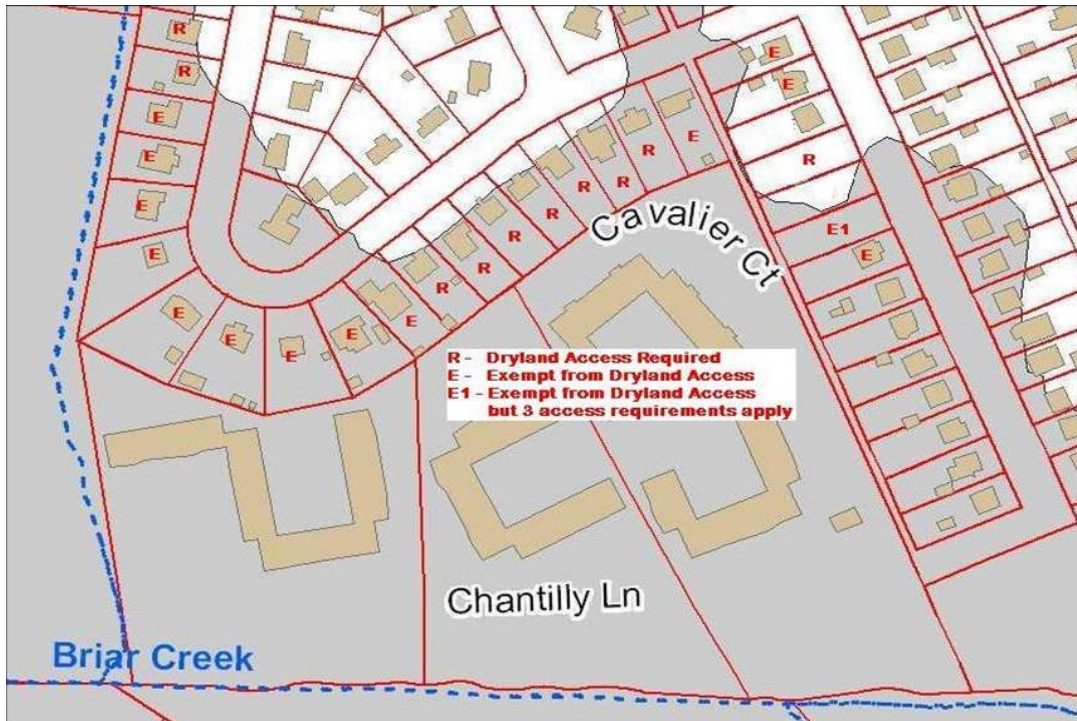 R
R
E
E
E
E
E
E
E
E
E
R
R
R
R
R
R
R
E
E
E
R
E1
E
Cavalier Ct
R - Dryland Access Required
E - Exempt from Dryland Access
E1 - Exempt from Dryland Access
but 3 access requirements apply
Chantilly Ln
Briar Creek